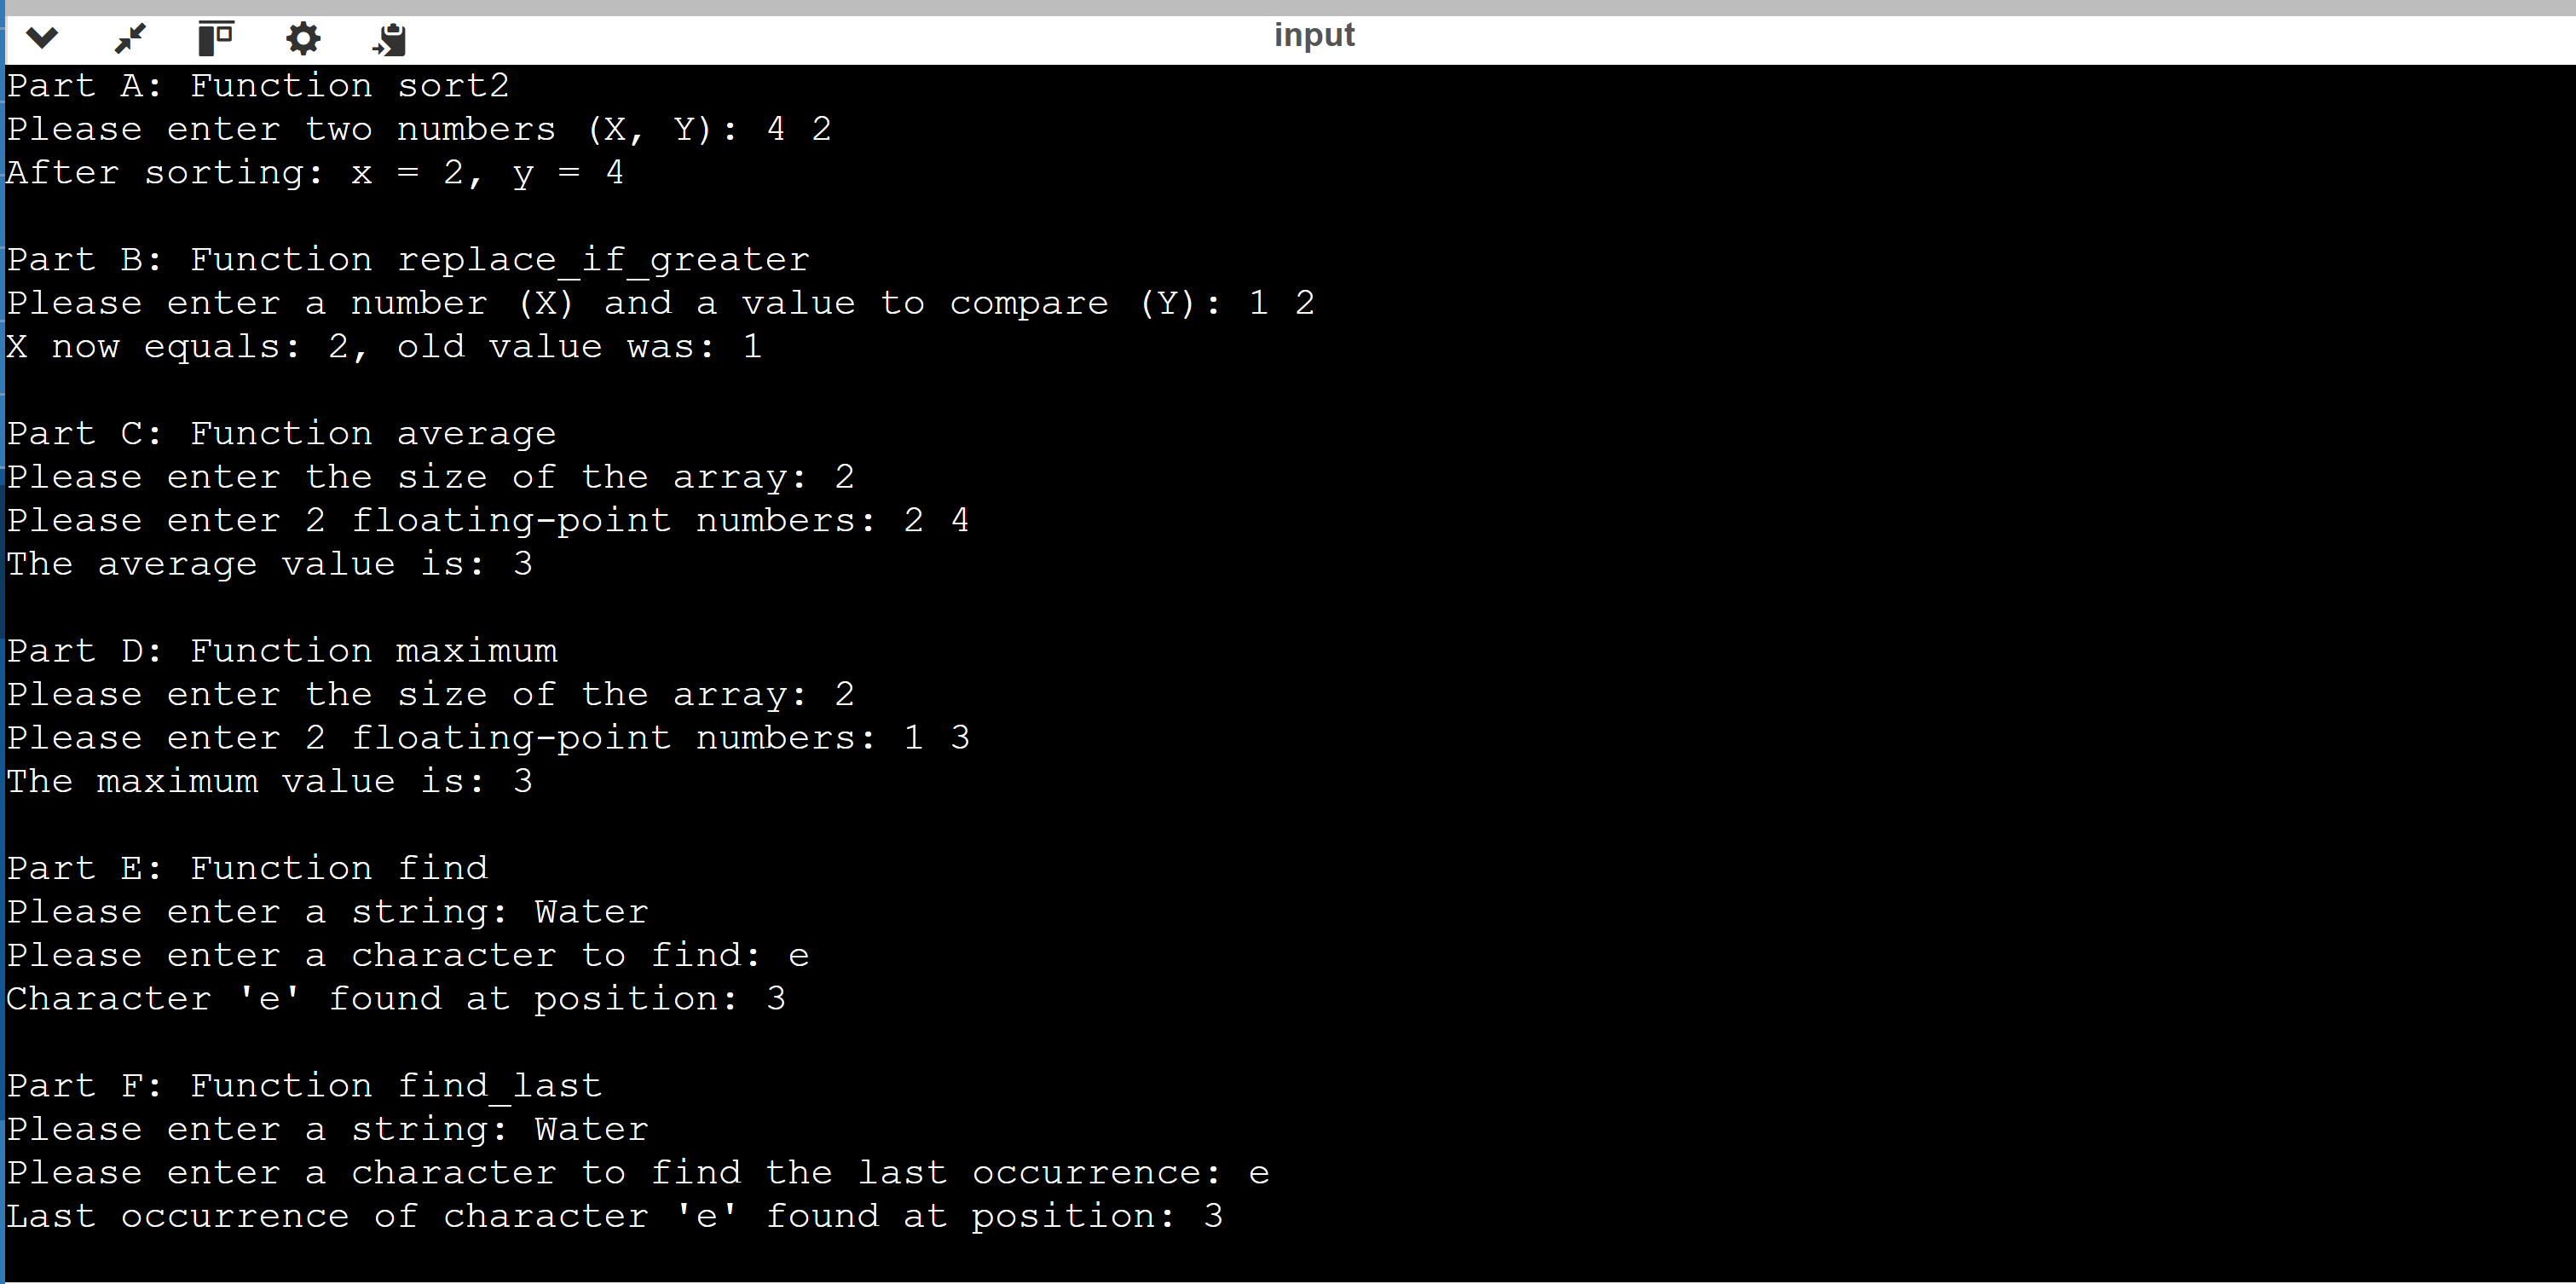 input
Part A: Function sort2
Please enter two numbers (X, Y): 4 2
After sorting: x = 2, y = 4
Part B: Function replace_if_greater
Please enter a number (X) and a value to compare (Y): 1 2
X now equals: 2, old value was: 1
Part C: Function average
Please enter the size of the array: 2
Please enter 2 floating-point numbers: 2 4
The average value is: 3
Part D: Function maximum
Please enter the size of the array: 2
Please enter 2 floating-point numbers: 1 3
The maximum value is: 3
Part E: Function find
Please enter a string: Water
Please enter a character to find: e
Character 'e' found at position: 3
Part F: Function find_last
Please enter a string: Water
Please enter a character to find the last occurrence: e
Last occurrence of character 'e' found at position: 3